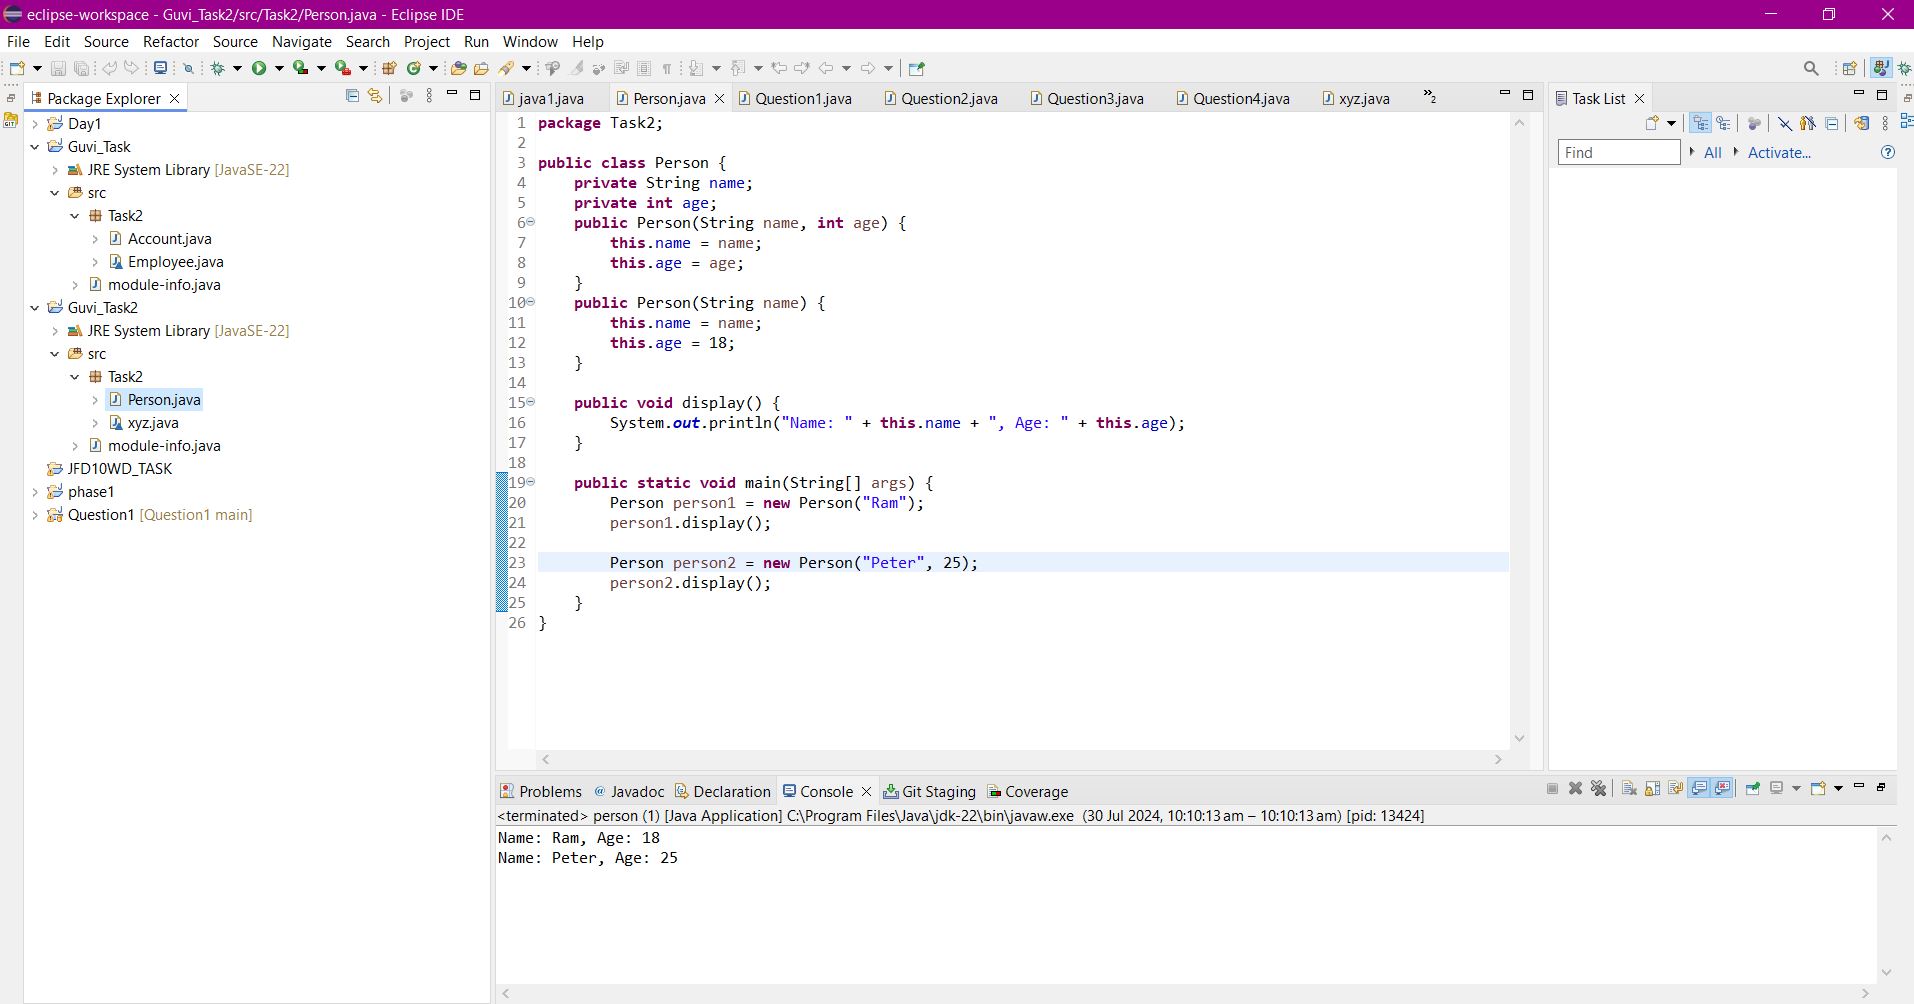 eclipse-workspace - Guvi_Task2/src/Task2/Person.java - Eclipse IDE
File Edit Source Refactor Source Navigate Search Project Run Window Help
Package Explorer
Day1
Guvi_Task
JRE System Library [JavaSE-22]
src
Task2
Account.java
Employee.java
module-info.java
Guvi_Task2
JRE System Library [JavaSE-22]
src
Task2
Person.java
xyz.java
module-info.java
JFD10WD_TASK
phase1
Question1 [Question1 main]
java1.java Person.java Question1.java Question2.java Question3.java Question4.java xyz.java »2
1 package Task2;
2
3 public class Person {
4 private String name;
5 private int age;
6 public Person(String name, int age) {
7 this.name = name;
8 this.age = age;
9 }
10 public Person(String name) {
11 this.name = name;
12 this.age = 18;
13 }
14
15 public void display() {
16 System.out.println("Name: " + this.name + ", Age: " + this.age);
17 }
18
19 public static void main(String[] args) {
20 Person person1 = new Person("Ram");
21 person1.display();
22
23 Person person2 = new Person("Peter", 25);
24 person2.display();
25 }
26 }
Task List
Find All Activate...
Problems Javadoc Declaration Console Git Staging Coverage
<terminated> person (1) [Java Application] C:\Program Files\Java\jdk-22\bin\javaw.exe (30 Jul 2024, 10:10:13 am – 10:10:13 am) [pid: 13424]
Name: Ram, Age: 18
Name: Peter, Age: 25